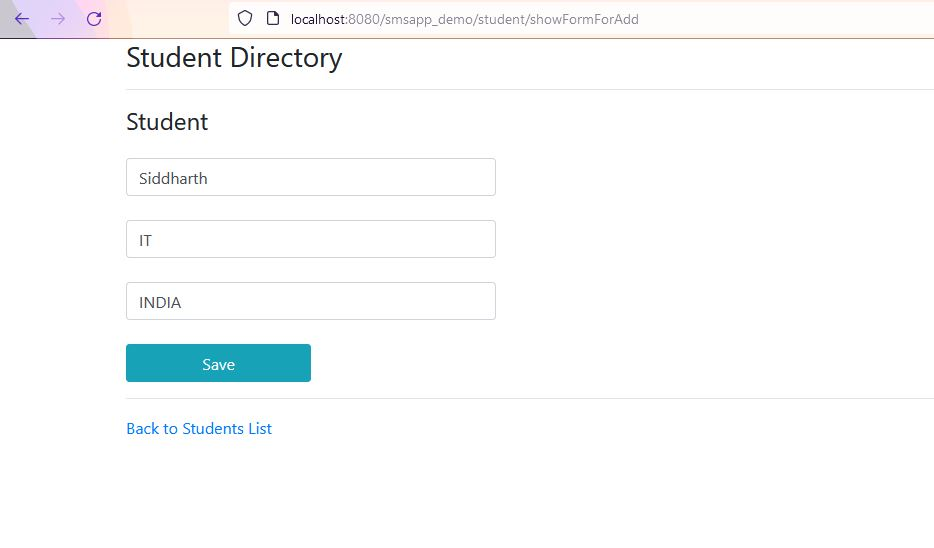 localhost:8080/smsapp_demo/student/showFormForAdd
Student Directory
Student
Siddharth
IT
INDIA
Save
Back to Students List